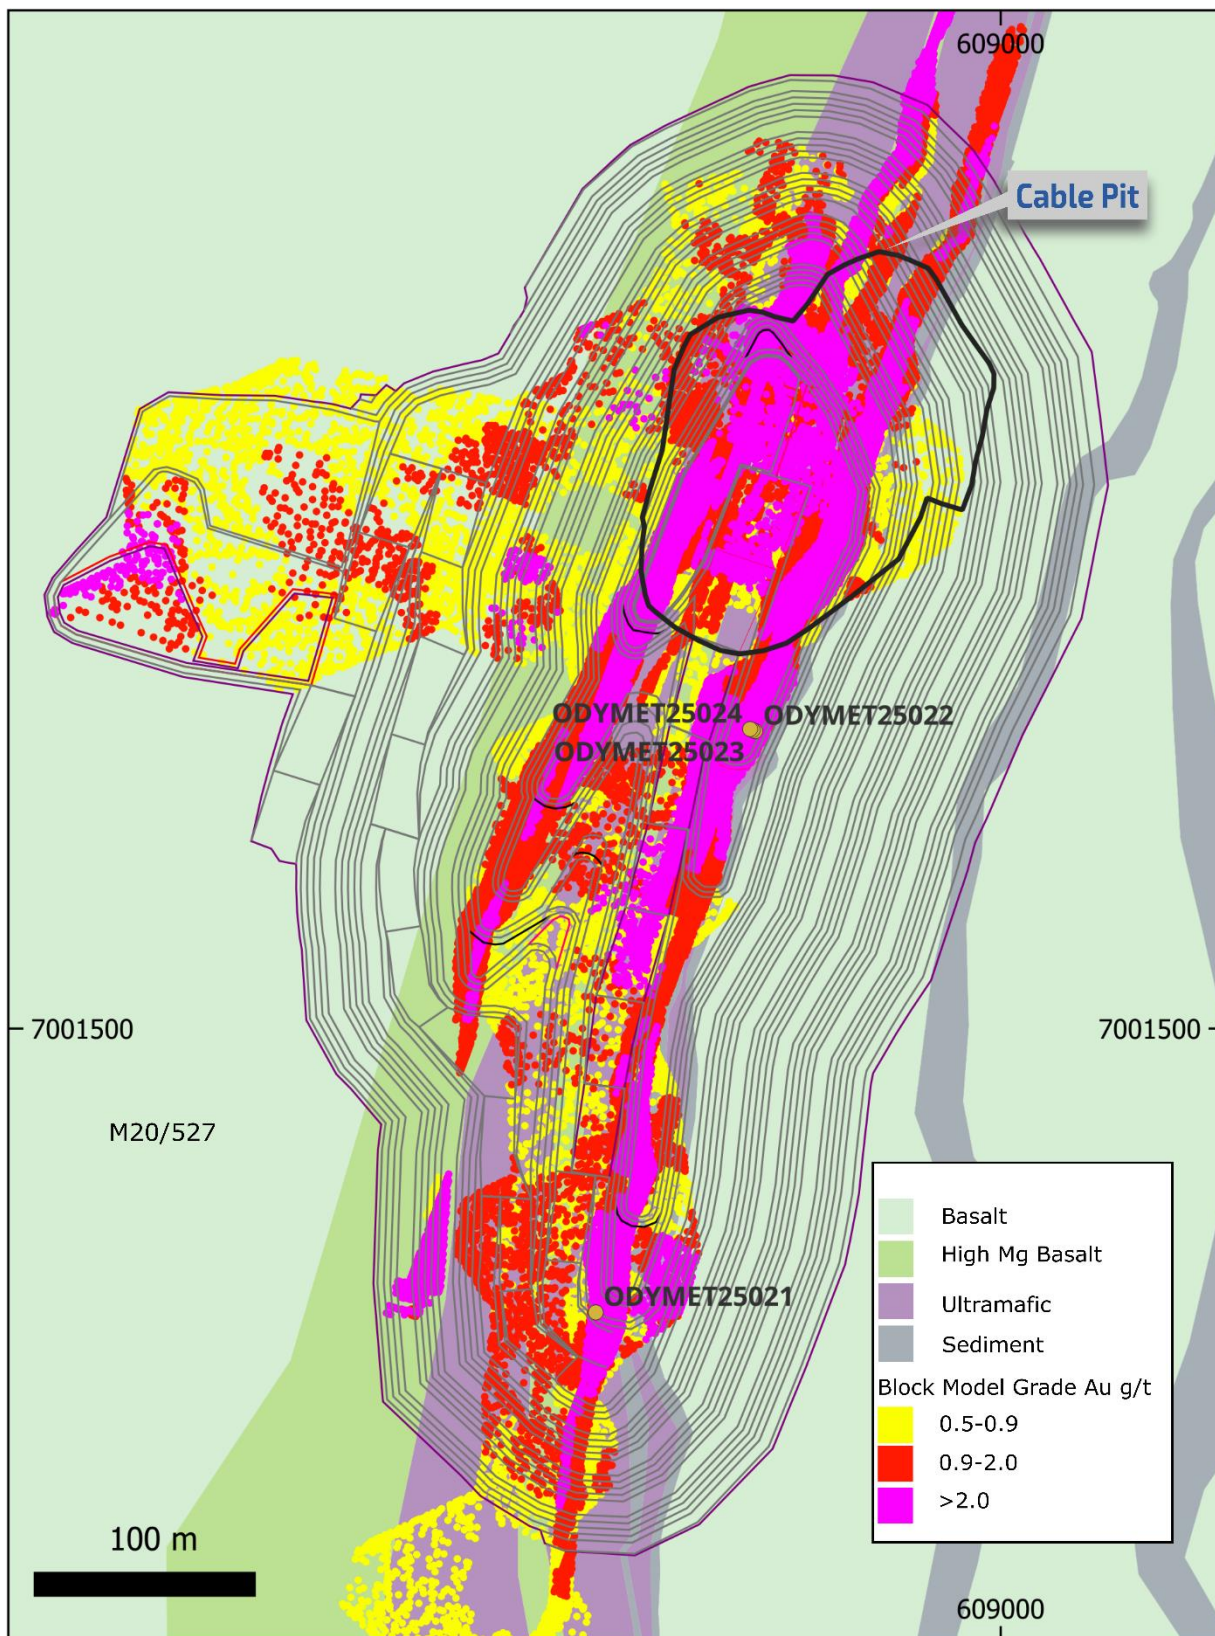 609000
Cable Pit
ODYMET25024
ODYMET25022
ODYMET25023
7001500
7001500
M20/527
Basalt
High Mg Basalt
Ultramafic
ODYMET25021
Sediment
Block Model Grade Au g/t
0.5-0.9
0.9-2.0
>2.0
100 m
609000